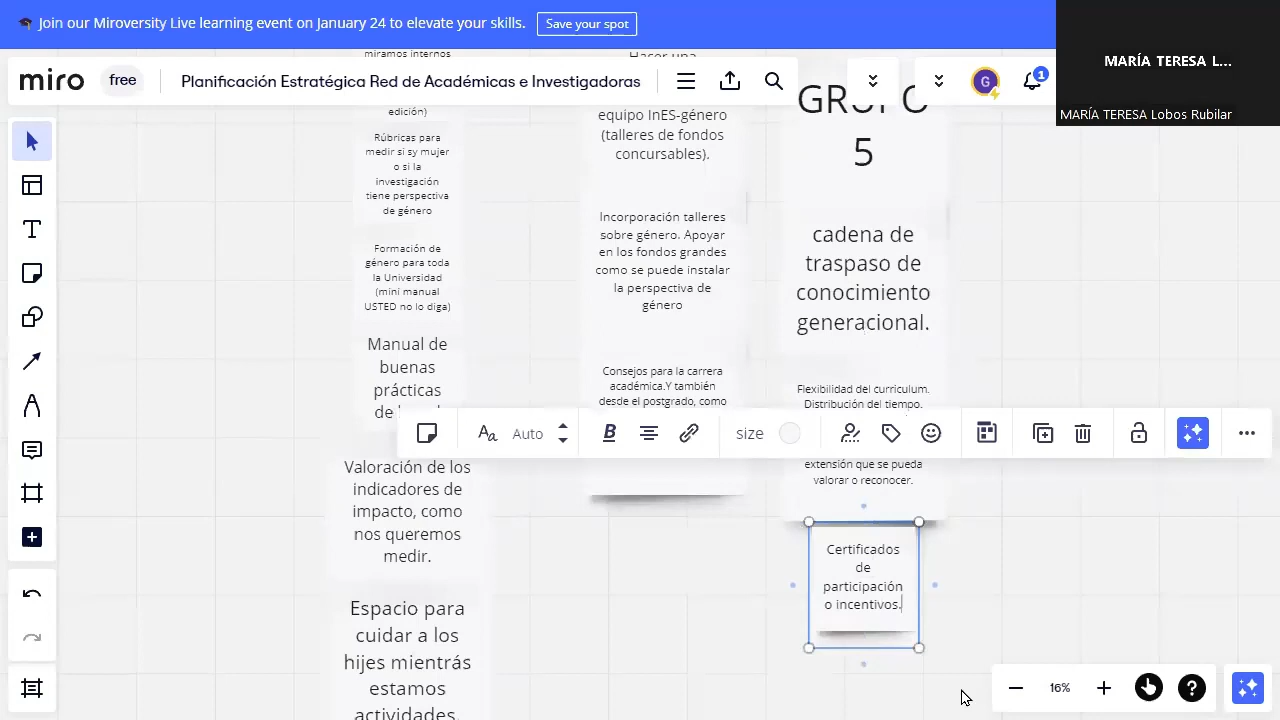 Join our Miroversity Live learning event on January 24 to elevate your skills.
Save your spot
MARÍA TERESA L...
MARÍA TERESA Lobos Rubilar
miro
free
Planificación Estratégica Red de Académicas e Investigadoras
G
1
miramos internos
edición)
Rúbricas para
medir si sy mujer
o si la
investigación
tiene perspectiva
de género
Formación de
género para toda
la Universidad
(mini manual
USTED no lo diga)
Manual de
buenas
prácticas
Valoración de los
indicadores de
impacto, como
nos queremos
medir.
Espacio para
cuidar a los
hijes mientrás
estamos
actividades.
Hacer una
equipo InES-género
(talleres de fondos
concursables).
Incorporación talleres
sobre género. Apoyar
en los fondos grandes
como se puede instalar
la perspectiva de
género
Consejos para la carrera
académica.Y también
desde el postgrado, como
GRUPO
5
cadena de
traspaso de
conocimiento
generacional.
Flexibilidad del curriculum.
Distribución del tiempo.
extensión que se pueda
valorar o reconocer.
Aa
Auto
B
size
Certificados
de
participación
o incentivos.
16%